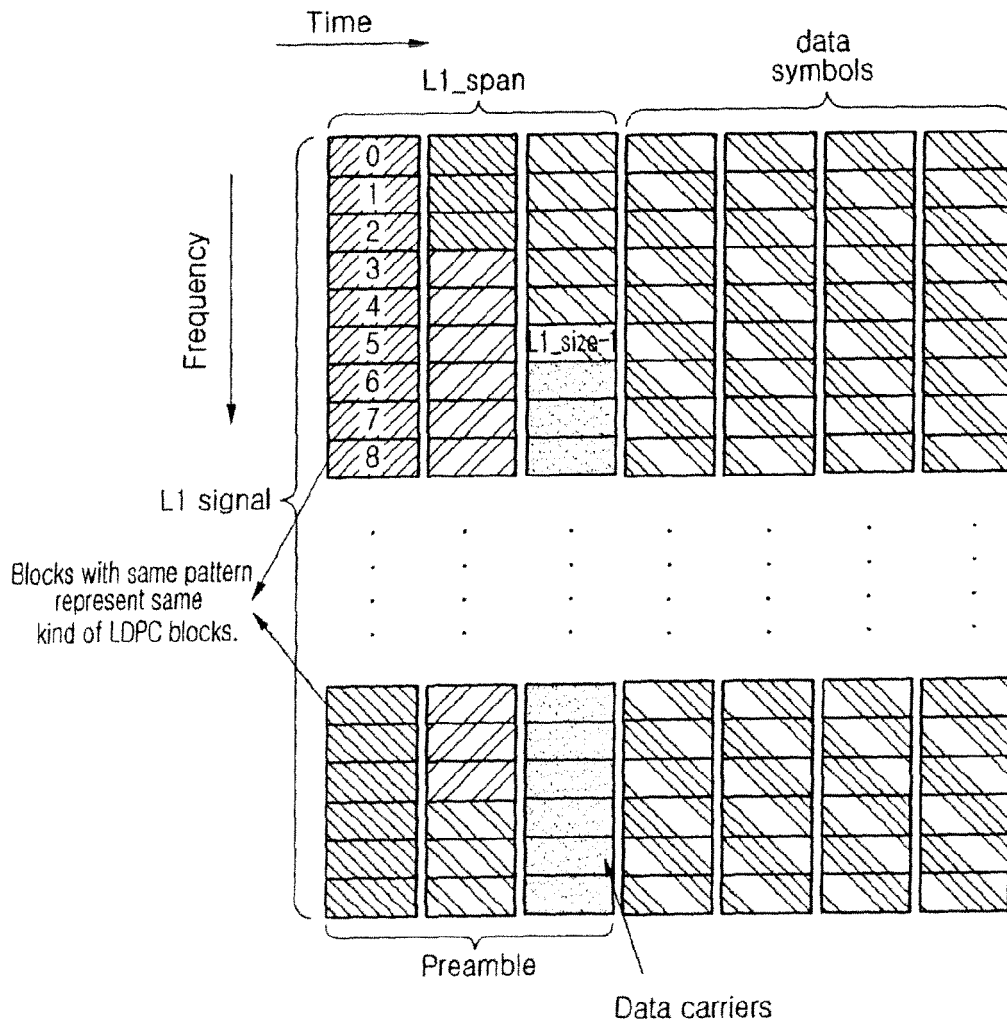 Time
data
symbols
L1_span
Frequency
0
1
2
3
4
5
L1_size-1
6
7
8
L1 signal
Blocks with same pattern
represent same
kind of LDPC blocks.
Preamble
Data carriers